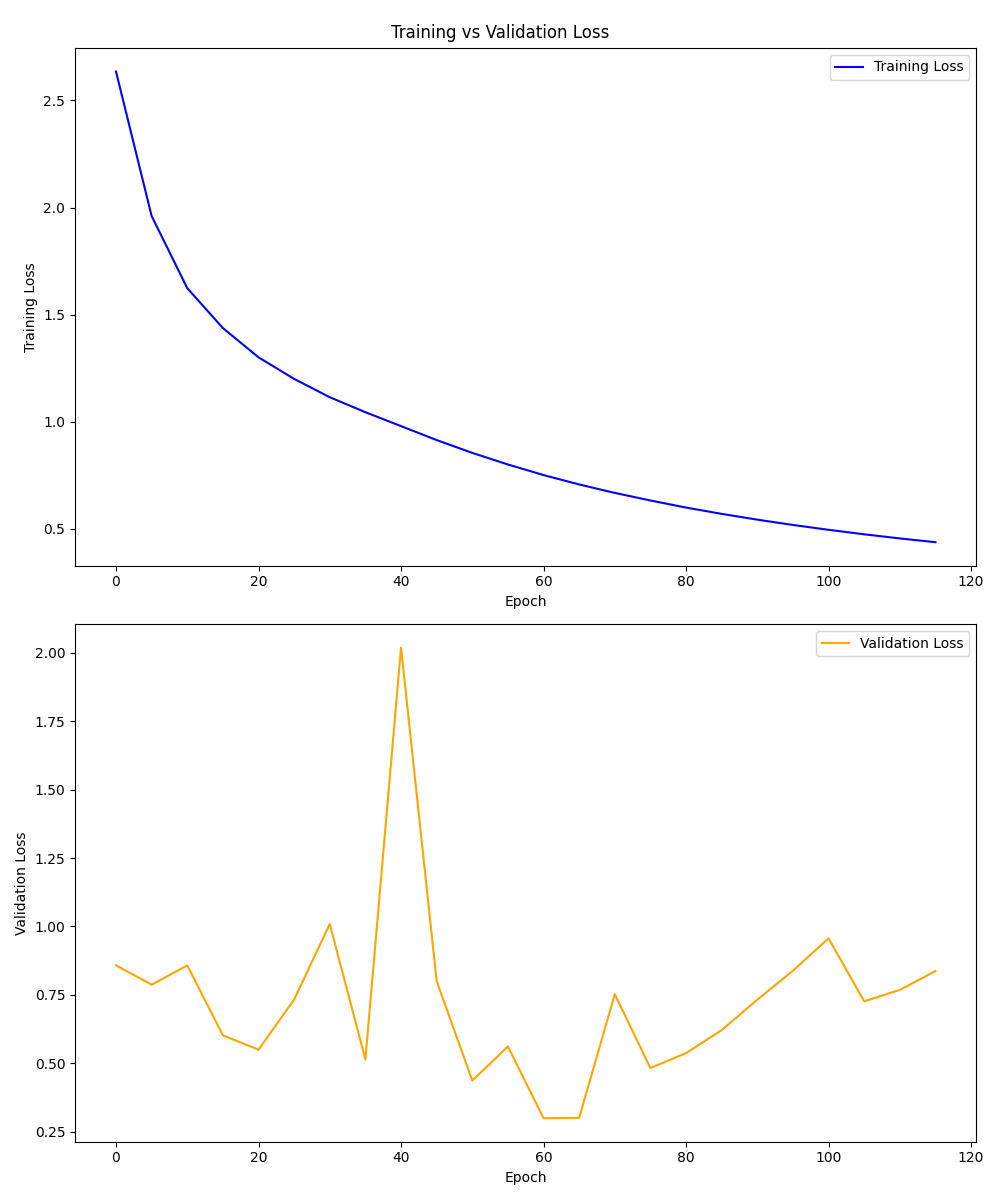 Training vs Validation Loss
Training Loss
2.5
2.0
1.5
1.0
0.5
Training Loss
0 20 40 60 80 100 120
Epoch
Validation Loss
2.00
1.75
1.50
1.25
1.00
0.75
0.50
0.25
Validation Loss
0 20 40 60 80 100 120
Epoch